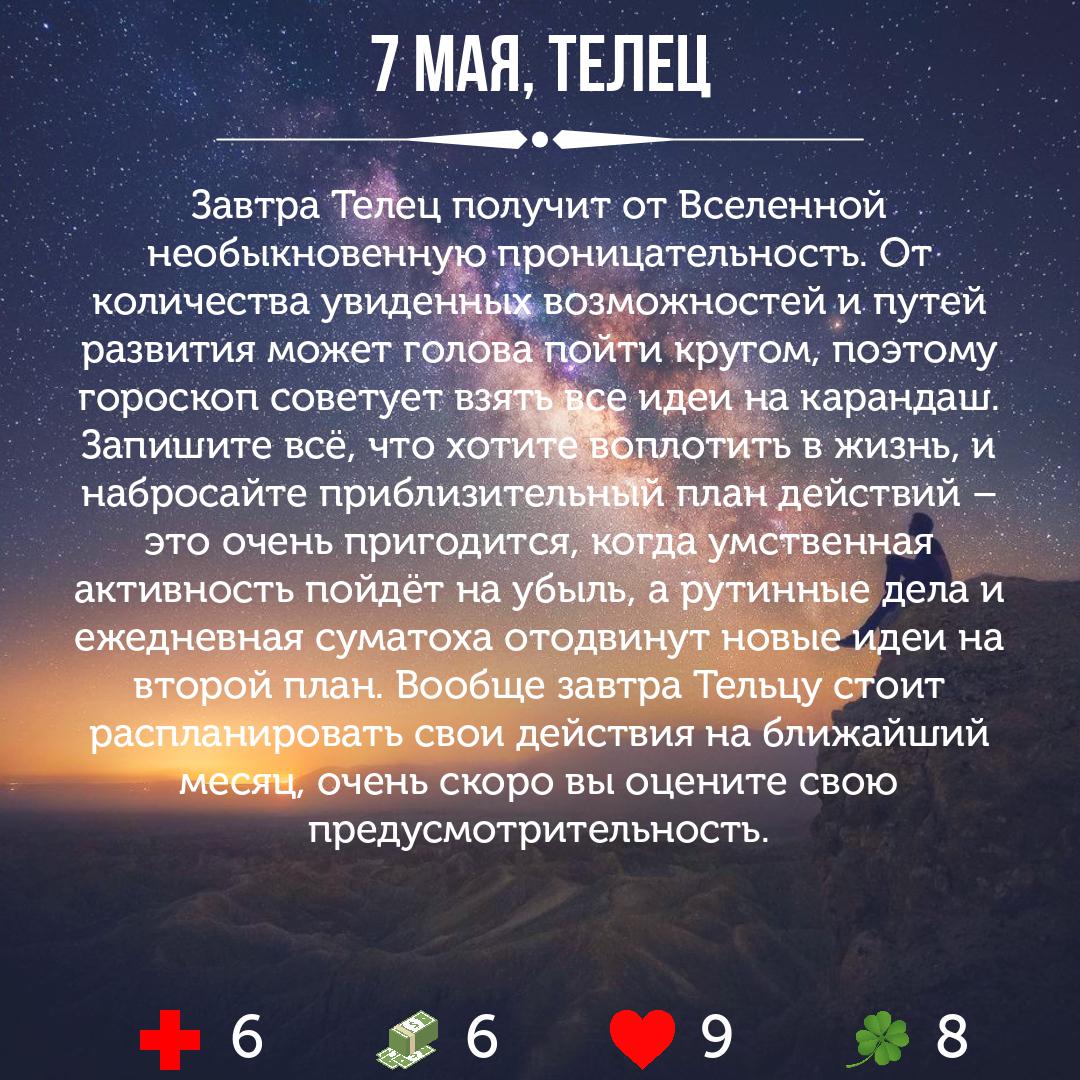 7 МАЯ, ТЕЛЕЦ
Завтра Телец получит от Вселенной
необыкновенную проницательность. От
количества увиденных возможностей и путей
развития может голова пойти кругом, поэтому
гороскоп советует взять все идеи на карандаш.
Запишите всё, что хотите воплотить в жизнь, и
набросайте приблизительный план действий –
это очень пригодится, когда умственная
активность пойдёт на убыль, а рутинные дела и
ежедневная суматоха отодвинут новые идеи на
второй план. Вообще завтра Тельцу стоит
распланировать свои действия на ближайший
месяц, очень скоро вы оцените свою
предусмотрительность.
6 6 9 8